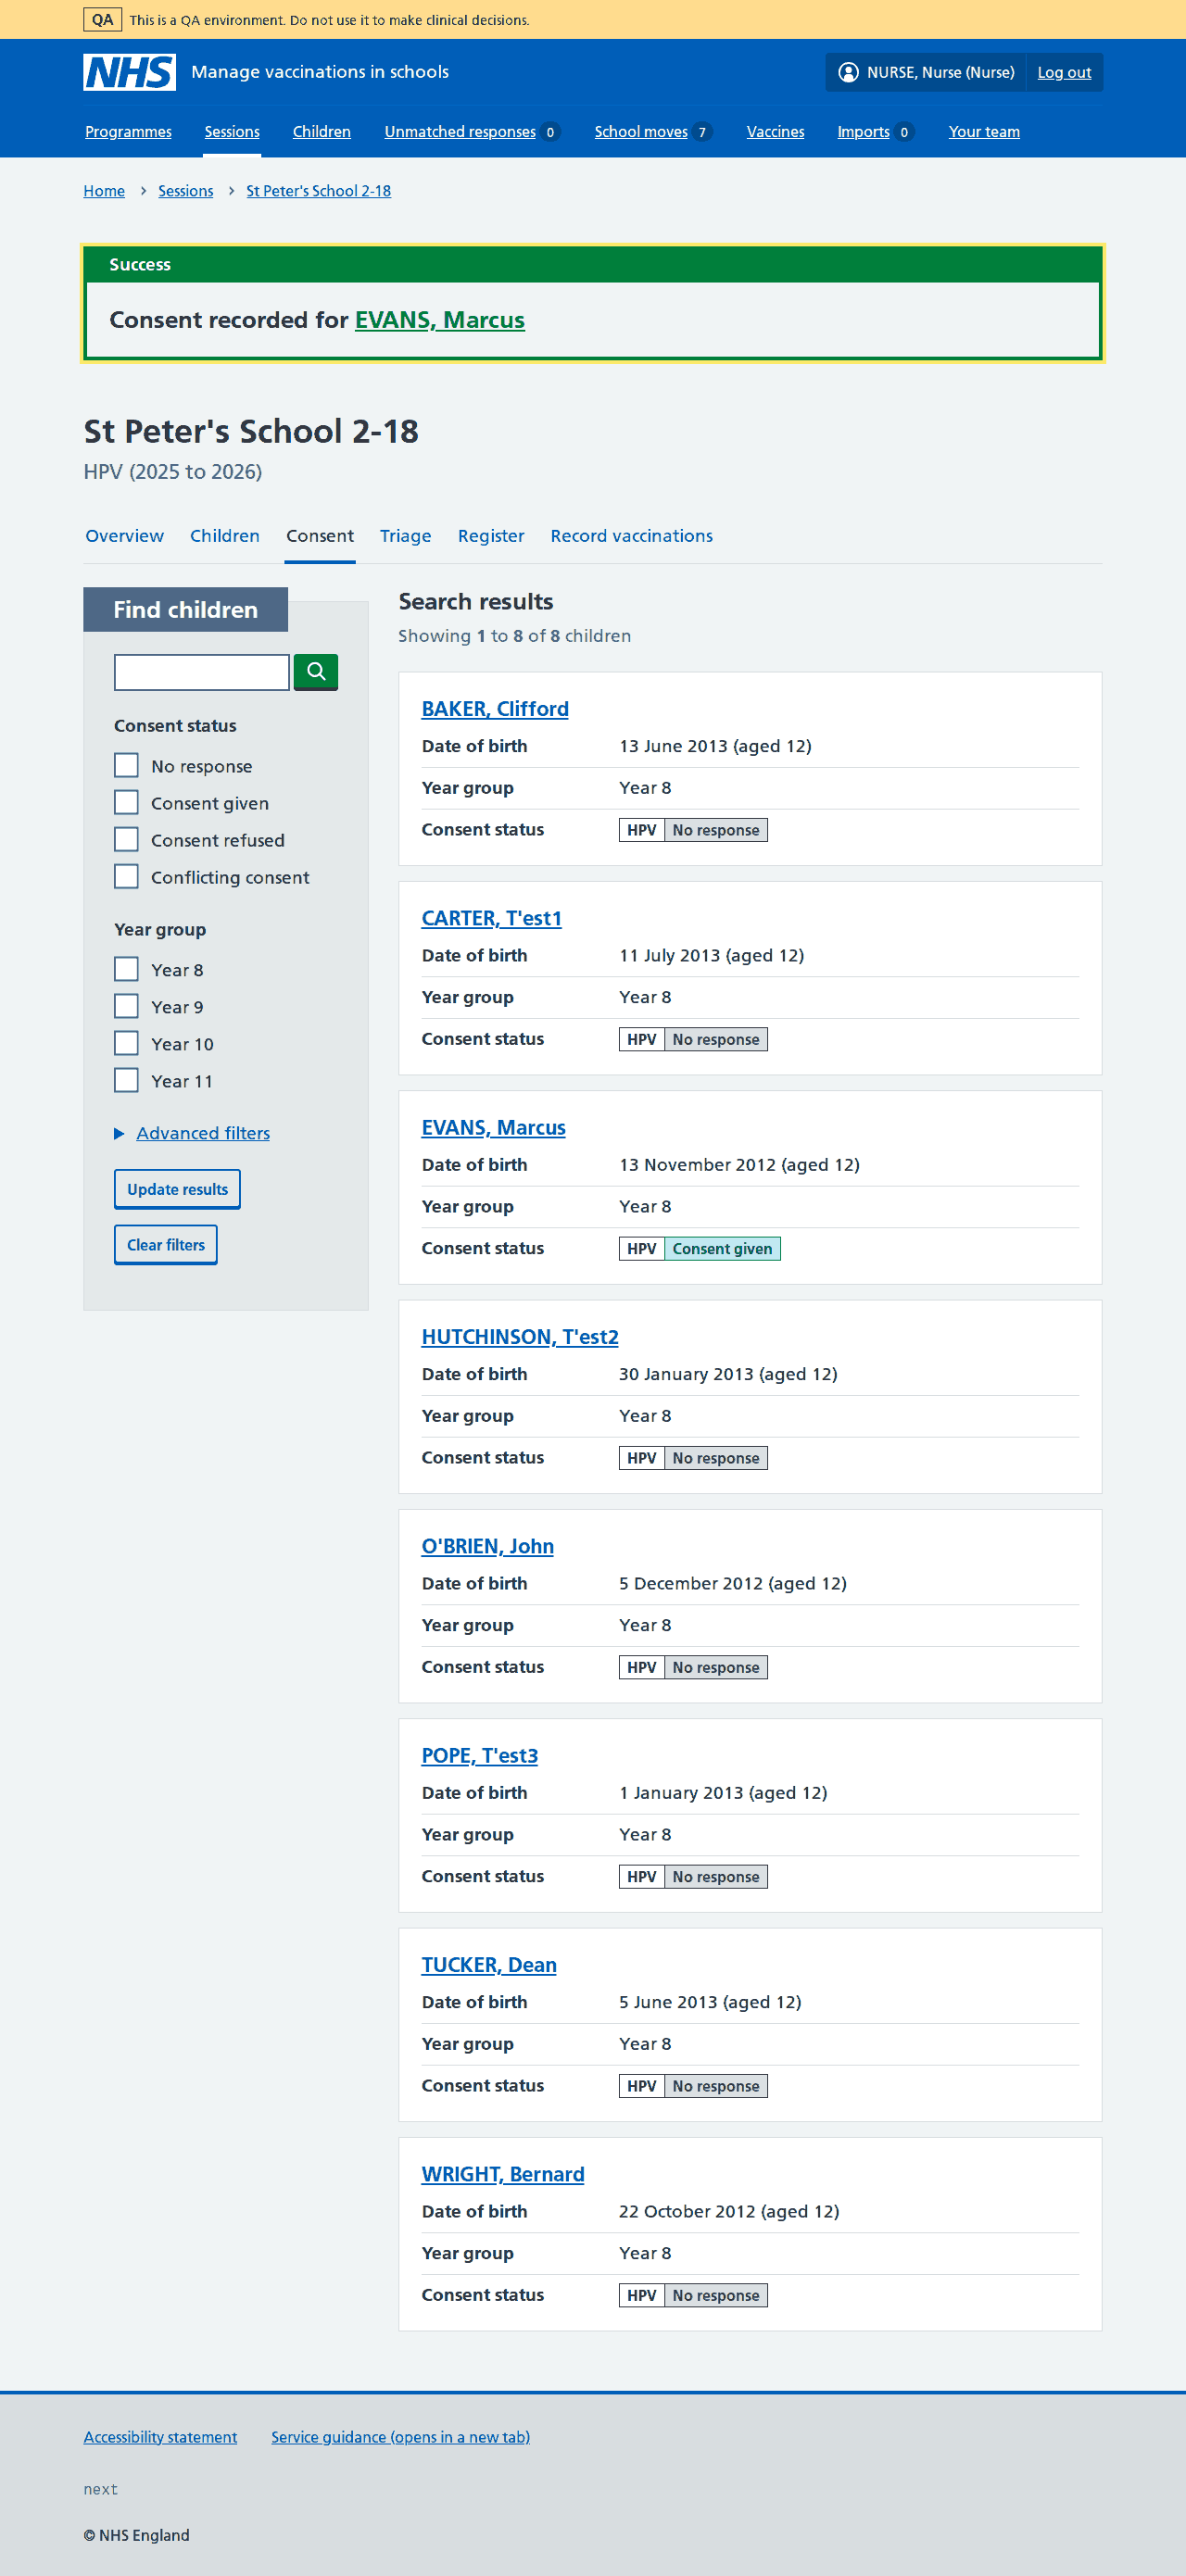 QA This is a QA environment. Do not use it to make clinical decisions.
NHS Manage vaccinations in schools NURSE, Nurse (Nurse) Log out
Programmes Sessions Children Unmatched responses 0 School moves 7 Vaccines Imports 0 Your team
Home Sessions St Peter's School 2-18
Success
Consent recorded for EVANS, Marcus
St Peter's School 2-18
HPV (2025 to 2026)
Overview Children Consent Triage Register Record vaccinations
Find children
Consent status
No response
Consent given
Consent refused
Conflicting consent
Year group
Year 8
Year 9
Year 10
Year 11
Advanced filters
Update results
Clear filters
Search results
Showing 1 to 8 of 8 children
BAKER, Clifford
Date of birth 13 June 2013 (aged 12)
Year group Year 8
Consent status HPV No response
CARTER, T'est1
Date of birth 11 July 2013 (aged 12)
Year group Year 8
Consent status HPV No response
EVANS, Marcus
Date of birth 13 November 2012 (aged 12)
Year group Year 8
Consent status HPV Consent given
HUTCHINSON, T'est2
Date of birth 30 January 2013 (aged 12)
Year group Year 8
Consent status HPV No response
O'BRIEN, John
Date of birth 5 December 2012 (aged 12)
Year group Year 8
Consent status HPV No response
POPE, T'est3
Date of birth 1 January 2013 (aged 12)
Year group Year 8
Consent status HPV No response
TUCKER, Dean
Date of birth 5 June 2013 (aged 12)
Year group Year 8
Consent status HPV No response
WRIGHT, Bernard
Date of birth 22 October 2012 (aged 12)
Year group Year 8
Consent status HPV No response
Accessibility statement Service guidance (opens in a new tab)
next
© NHS England